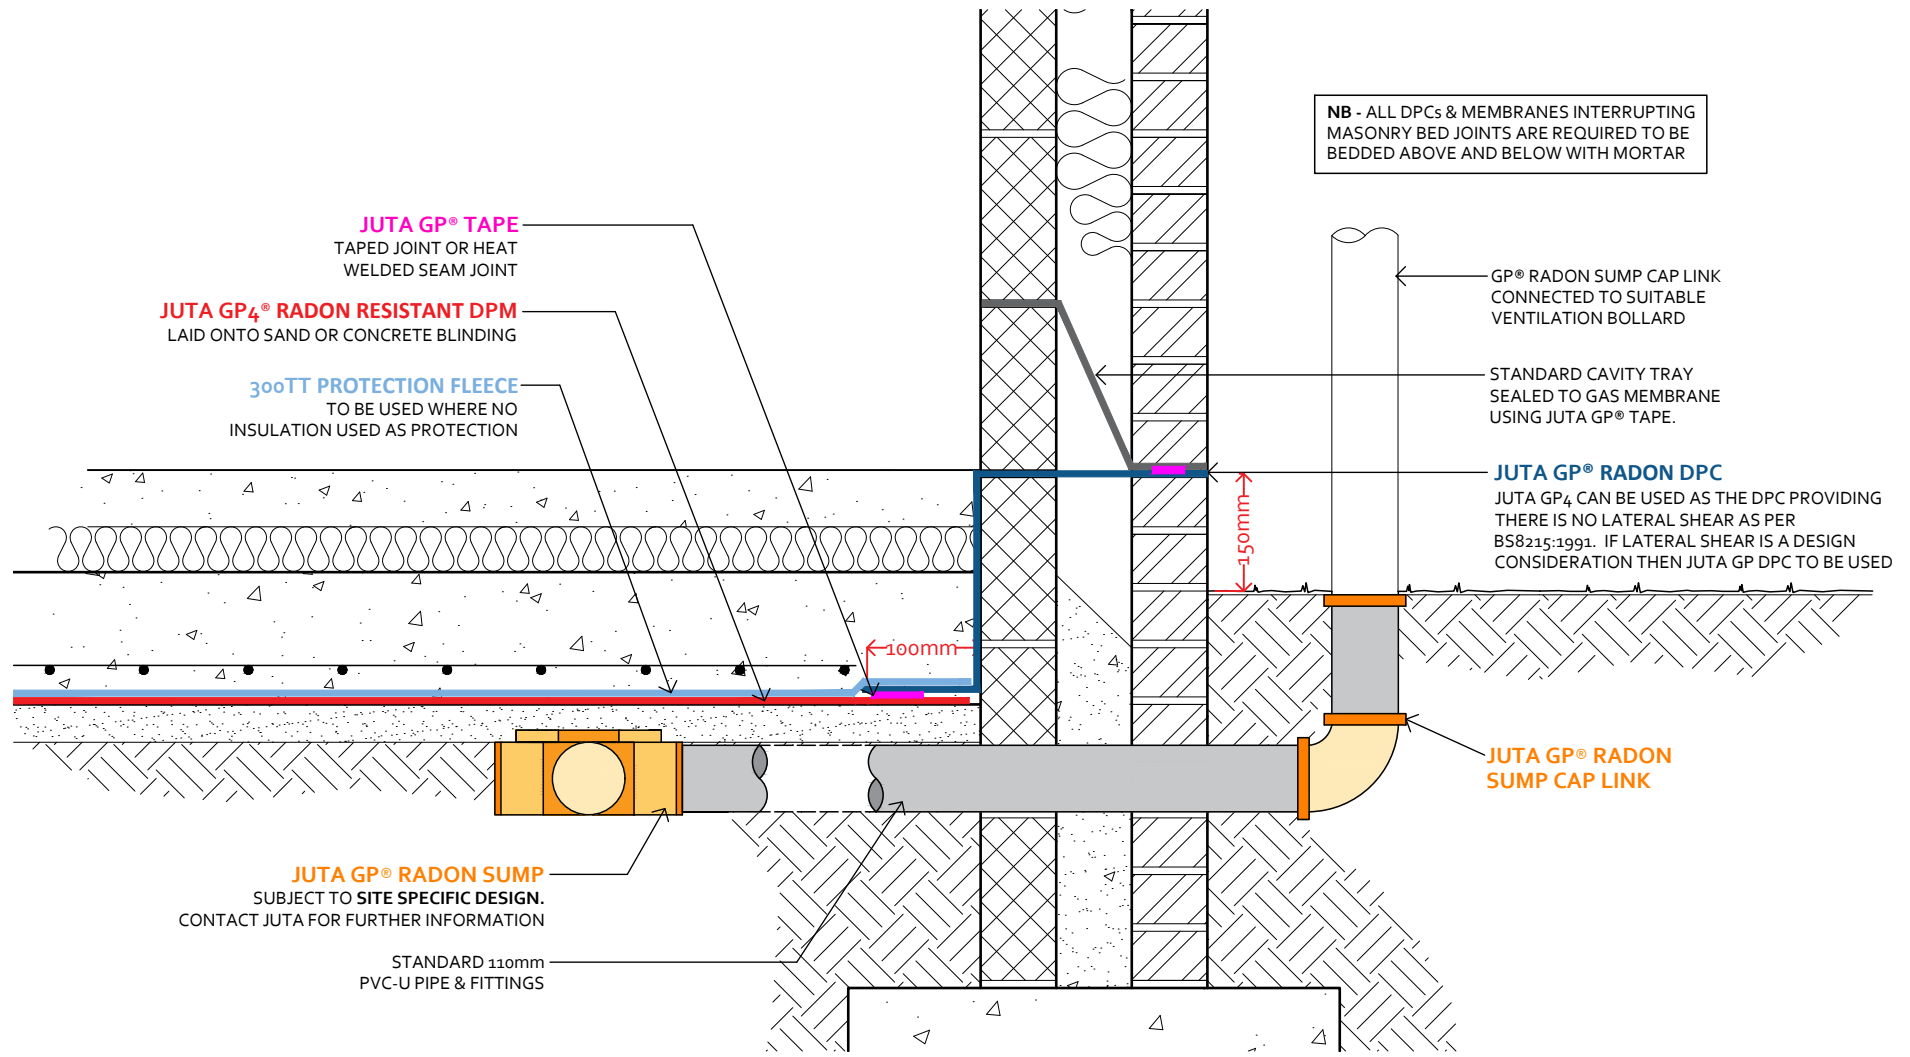 NB - ALL DPCs & MEMBRANES INTERRUPTING
MASONRY BED JOINTS ARE REQUIRED TO BE
BEDDED ABOVE AND BELOW WITH MORTAR
JUTA GP® TAPE
TAPED JOINT OR HEAT
WELDED SEAM JOINT
JUTA GP4® RADON RESISTANT DPM
LAID ONTO SAND OR CONCRETE BLINDING
300TT PROTECTION FLEECE
TO BE USED WHERE NO
INSULATION USED AS PROTECTION
GP® RADON SUMP CAP LINK
CONNECTED TO SUITABLE
VENTILATION BOLLARD
STANDARD CAVITY TRAY
SEALED TO GAS MEMBRANE
USING JUTA GP® TAPE.
JUTA GP® RADON DPC
JUTA GP4 CAN BE USED AS THE DPC PROVIDING
THERE IS NO LATERAL SHEAR AS PER
BS8215:1991. IF LATERAL SHEAR IS A DESIGN
CONSIDERATION THEN JUTA GP DPC TO BE USED
150mm
100mm
JUTA GP® RADON
SUMP CAP LINK
JUTA GP® RADON SUMP
SUBJECT TO SITE SPECIFIC DESIGN.
CONTACT JUTA FOR FURTHER INFORMATION
STANDARD 110mm
PVC-U PIPE & FITTINGS